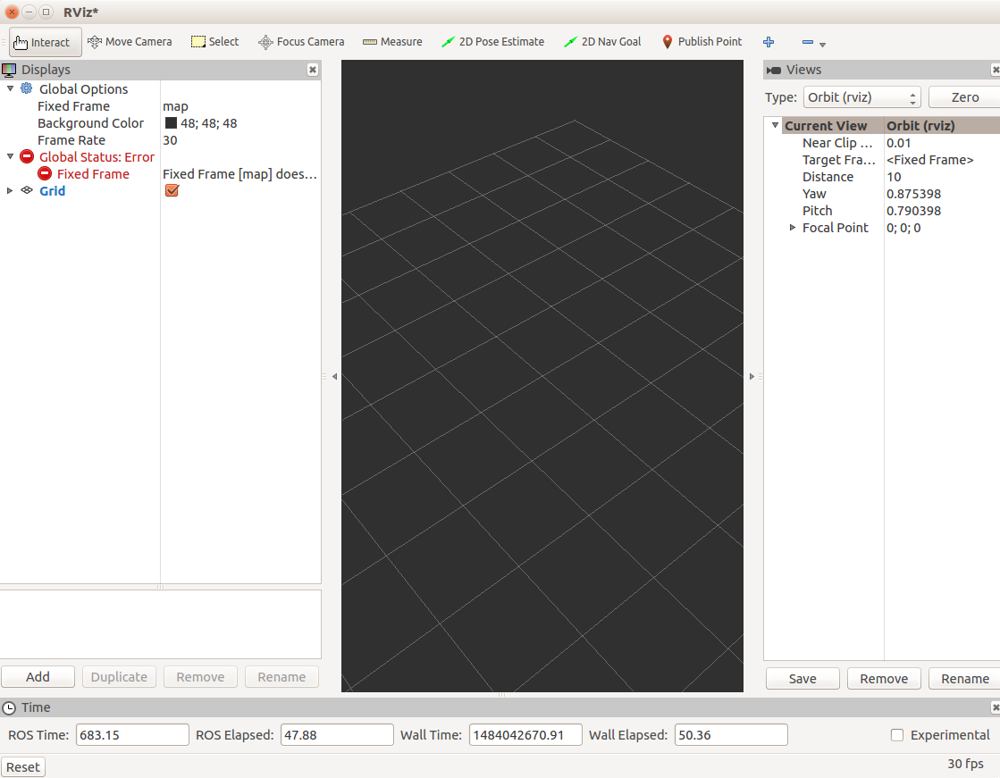 RViz*
Interact Move Camera Select Focus Camera Measure 2D Pose Estimate 2D Nav Goal Publish Point
Displays
Global Options
Fixed Frame map
Background Color 48; 48; 48
Frame Rate 30
Global Status: Error
Fixed Frame Fixed Frame [map] does...
Grid
Add Duplicate Remove Rename
Views
Type: Orbit (rviz) Zero
Current View Orbit (rviz)
Near Clip ... 0.01
Target Fra... <Fixed Frame>
Distance 10
Yaw 0.875398
Pitch 0.790398
Focal Point 0; 0; 0
Save Remove Rename
Time
ROS Time: 683.15 ROS Elapsed: 47.88 Wall Time: 1484042670.91 Wall Elapsed: 50.36 Experimental
Reset 30 fps